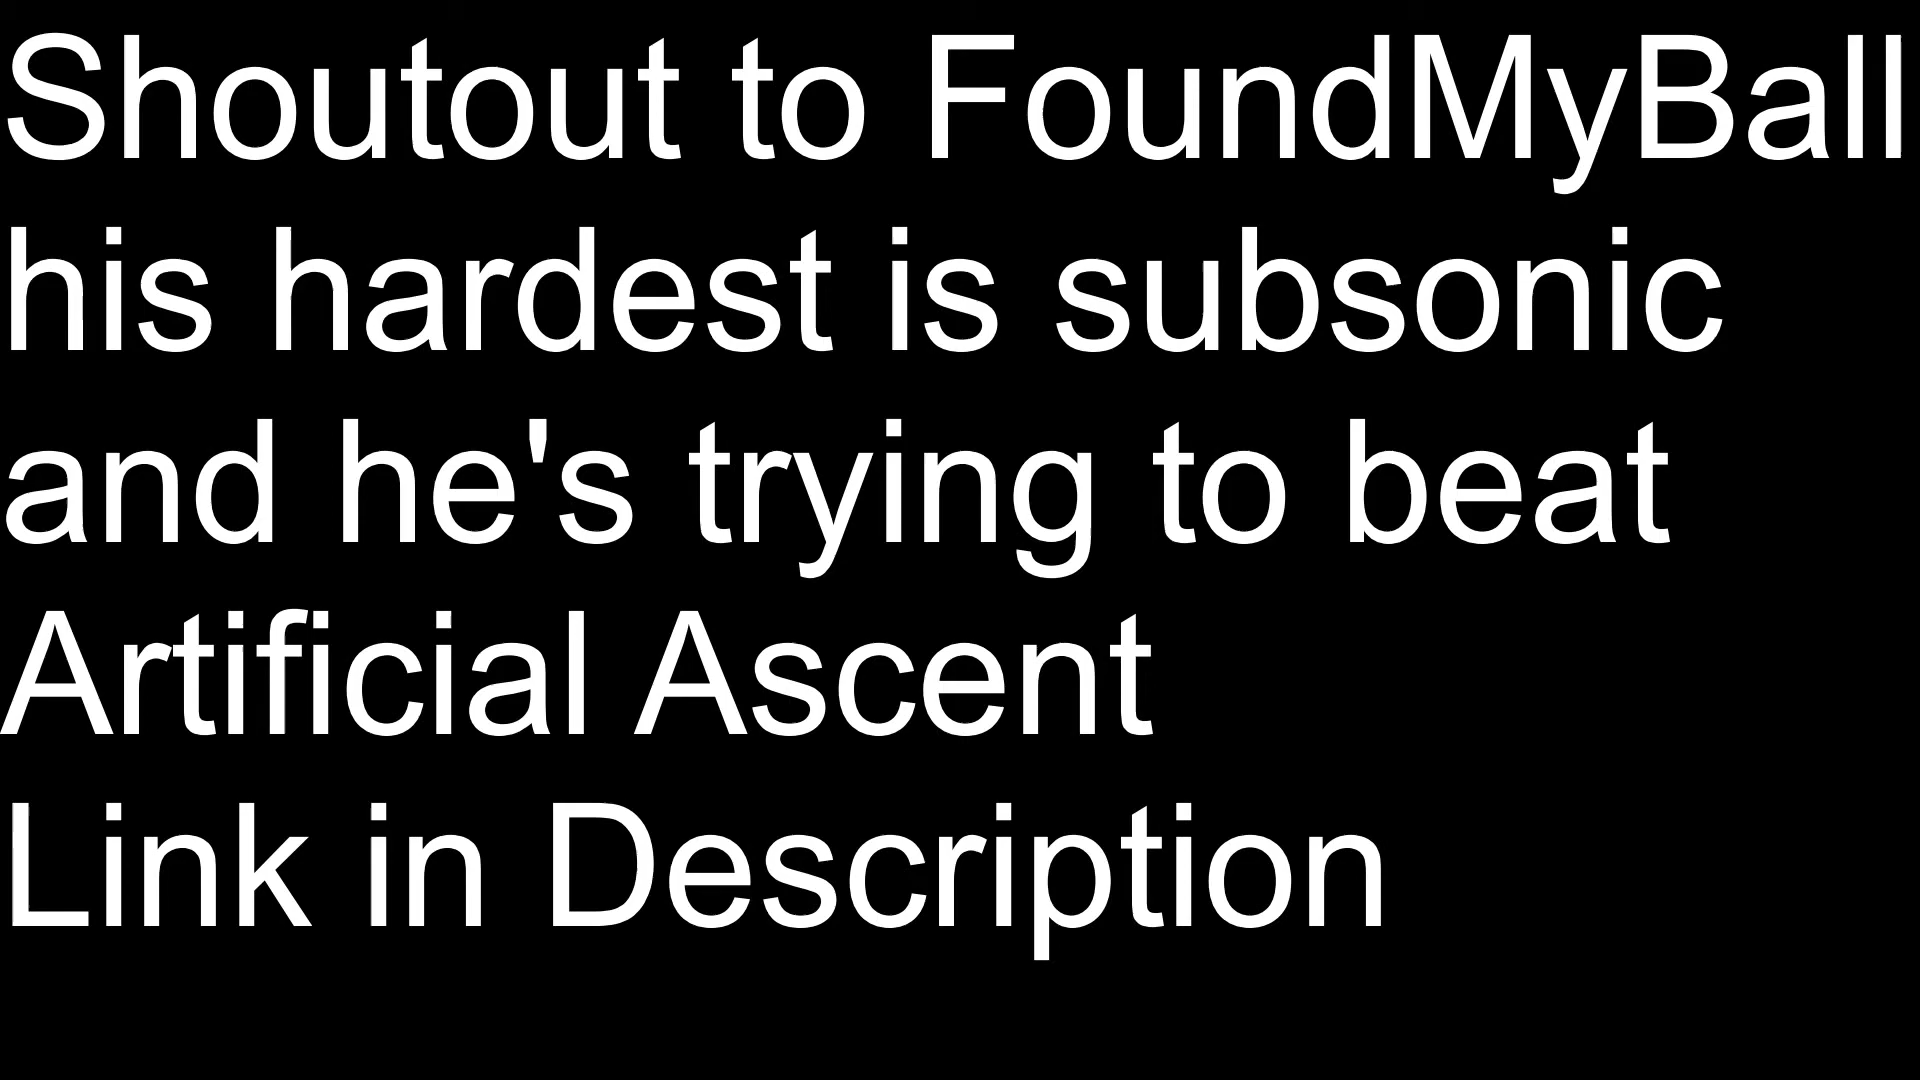 Shoutout to FoundMyBall
his hardest is subsonic
and he's trying to beat
Artificial Ascent
Link in Description